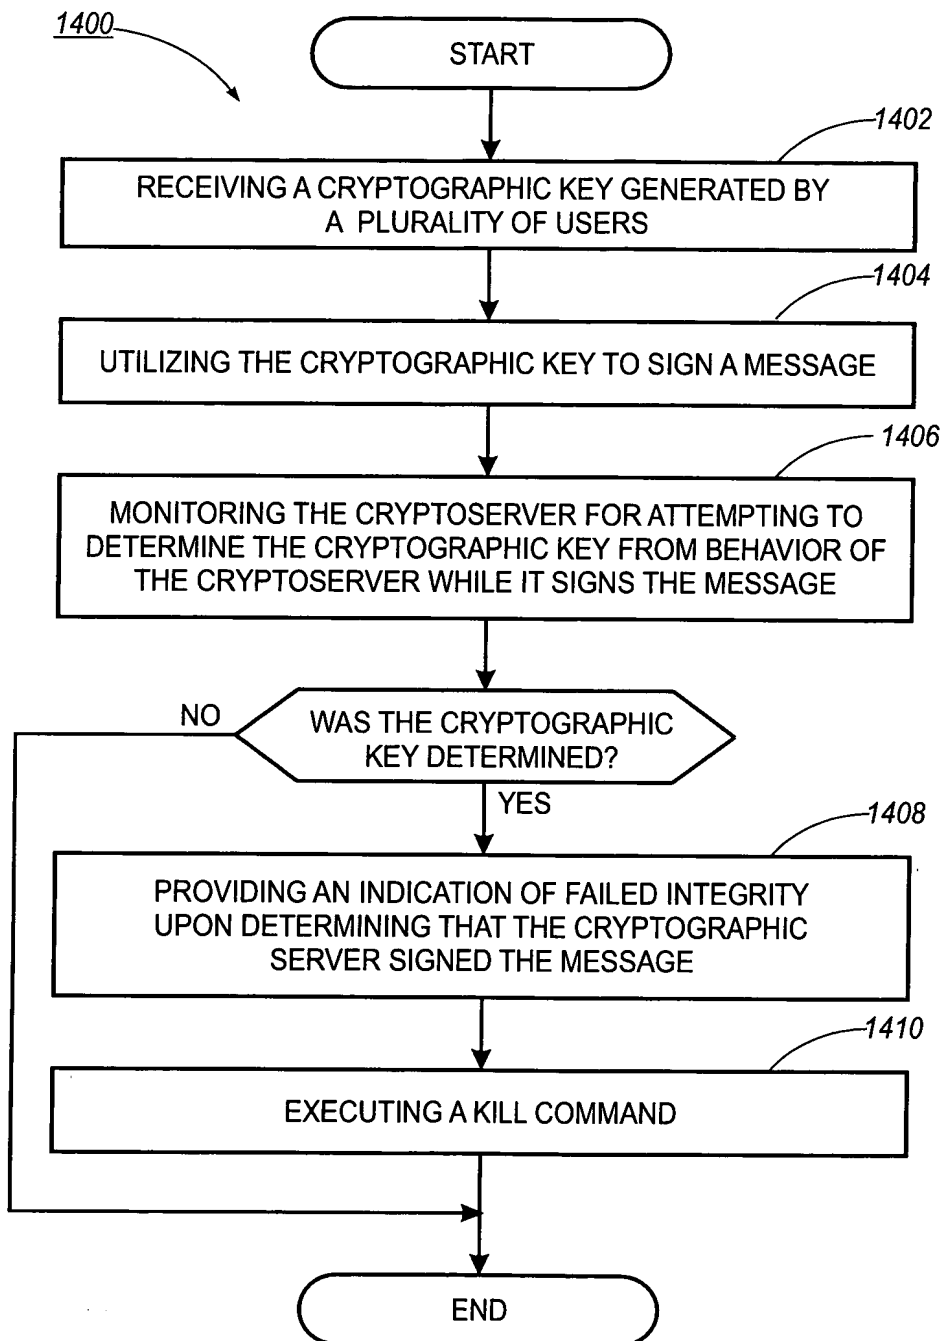 1400
START
1402
RECEIVING A CRYPTOGRAPHIC KEY GENERATED BY
A PLURALITY OF USERS
1404
UTILIZING THE CRYPTOGRAPHIC KEY TO SIGN A MESSAGE
1406
MONITORING THE CRYPTOSERVER FOR ATTEMPTING TO
DETERMINE THE CRYPTOGRAPHIC KEY FROM BEHAVIOR OF
THE CRYPTOSERVER WHILE IT SIGNS THE MESSAGE
NO
WAS THE CRYPTOGRAPHIC
KEY DETERMINED?
YES
1408
PROVIDING AN INDICATION OF FAILED INTEGRITY
UPON DETERMINING THAT THE CRYPTOGRAPHIC
SERVER SIGNED THE MESSAGE
1410
EXECUTING A KILL COMMAND
END